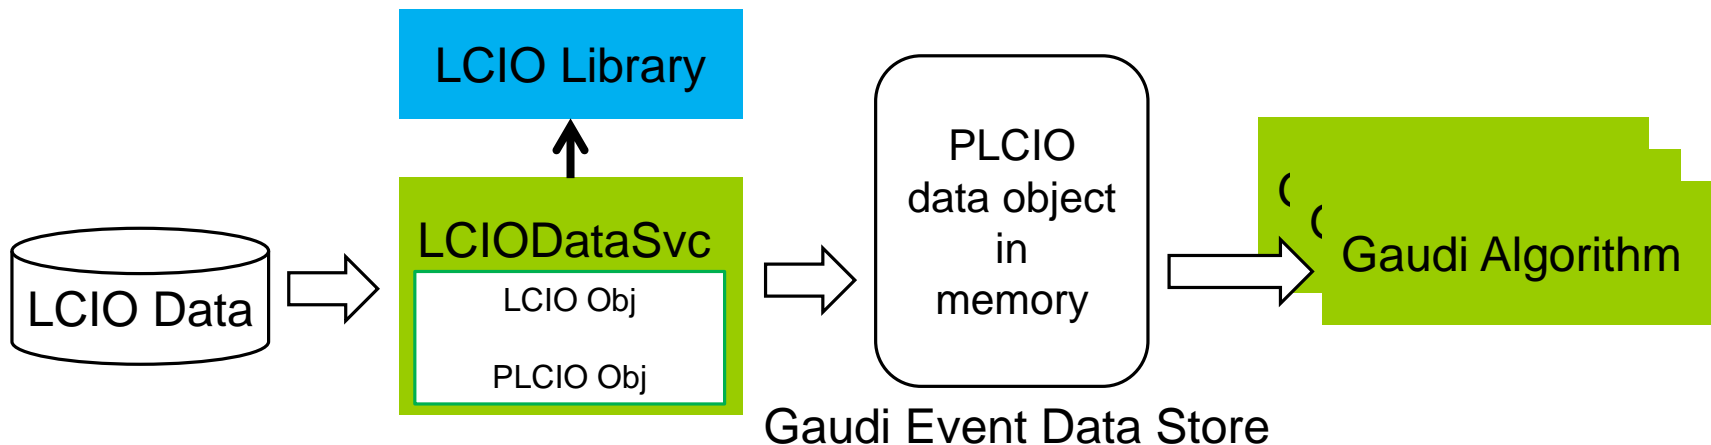 LCIO Library
LCIODataSvc
LCIO Obj
PLCIO Obj
LCIO Data
PLCIO
data object
in
memory
Gaudi Algorithm
Gaudi Event Data Store